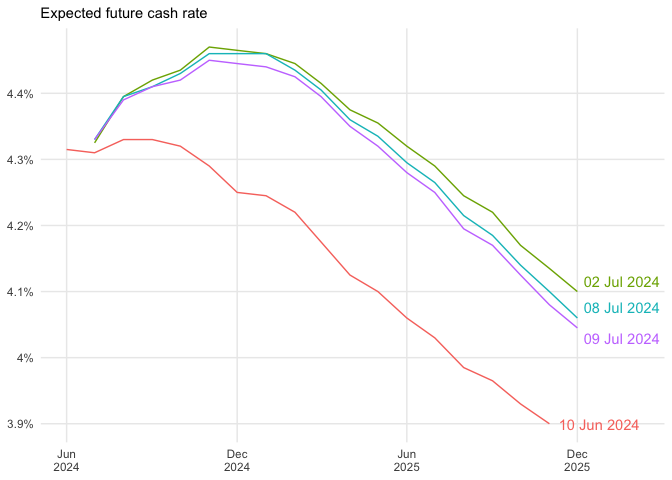 Expected future cash rate
4.4%
4.3%
4.2%
4.1%
4%
3.9%
02 Jul 2024
08 Jul 2024
09 Jul 2024
10 Jun 2024
Jun
2024
Dec
2024
Jun
2025
Dec
2025